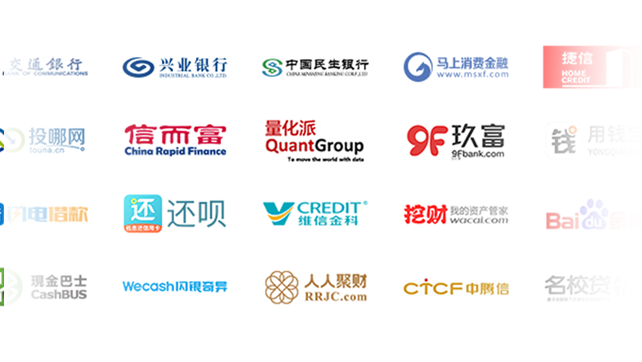 交通银行
BANK OF COMMUNICATIONS
兴业银行
INDUSTRIAL BANK CO.,LTD.
中国民生银行
CHINA MINSHENG BANKING CORP.,LTD.
马上消费金融
www.msxf.com
捷信
HOME
CREDIT
投哪网
touna.cn
信而富
China Rapid Finance
量化派
QuantGroup
To move the world with data
玖富
9F
9Fbank.com
钱
用钱
闪电借款
还
还呗
CREDIT®
维信金科
挖财
我的资产管家
wacai.com
Bai du
现金巴士
CashBUS
Wecash闪银奇异
人人聚财
RRJC.com
CTCF中腾信
名校贷